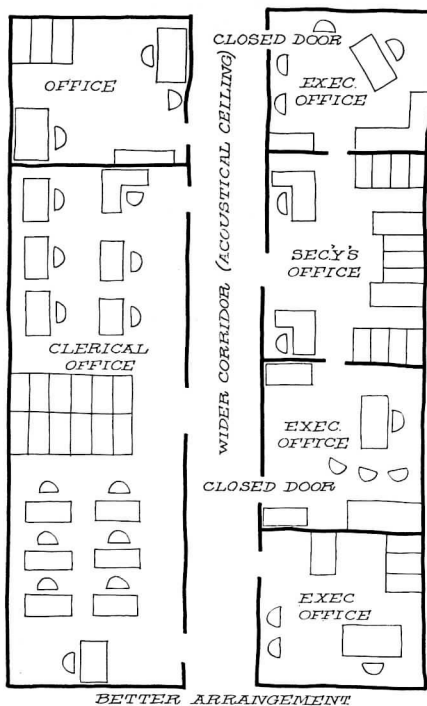 OFFICE
CLERICAL
OFFICE
WIDER CORRIDOR (ACOUSTICAL CEILING)
CLOSED DOOR
EXEC.
OFFICE
SEC'Y'S
OFFICE
EXEC.
OFFICE
CLOSED DOOR
EXEC
OFFICE
BETTER ARRANGEMENT